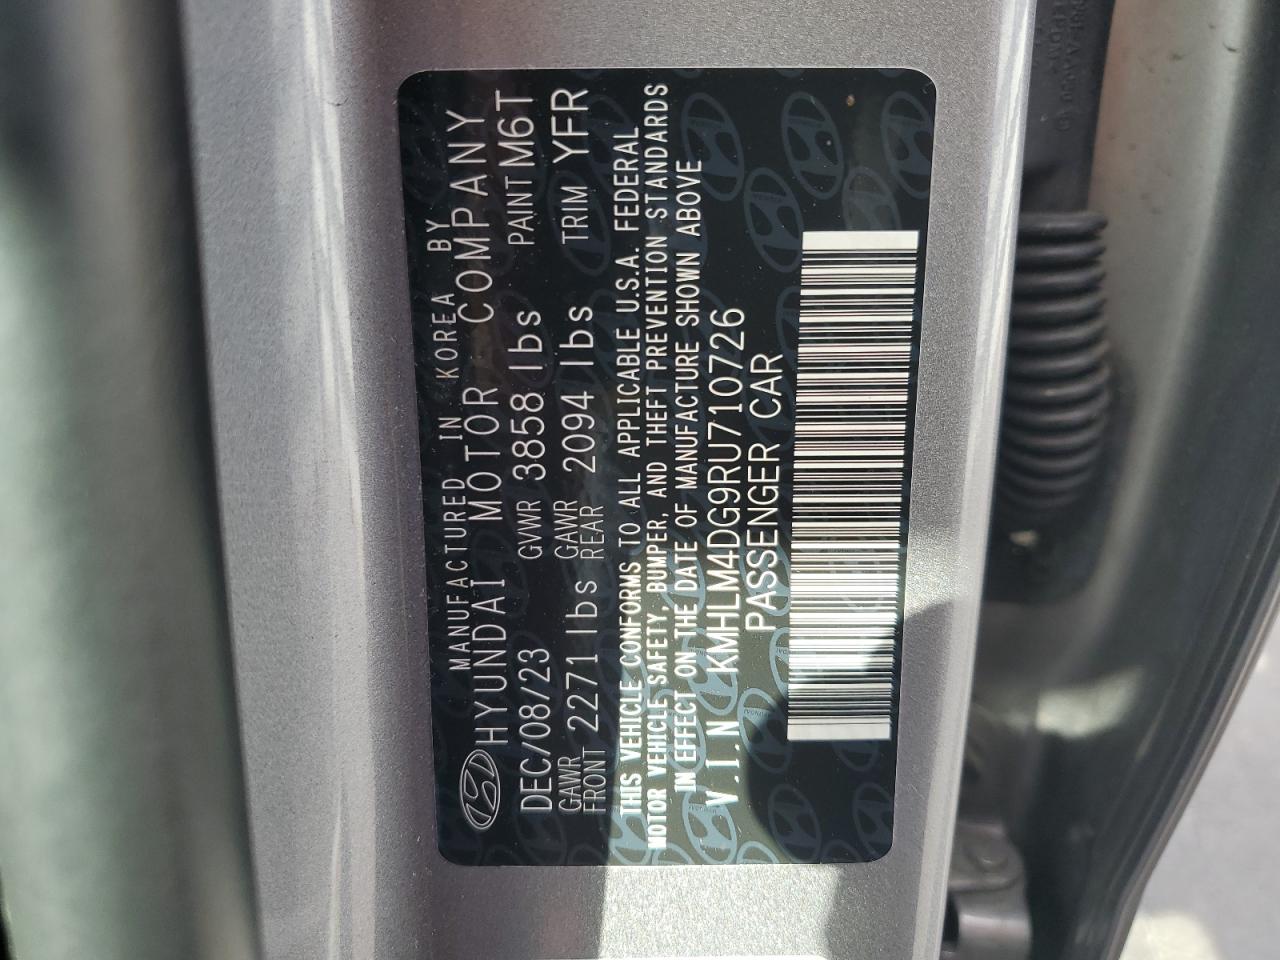 MANUFACTURED IN KOREA BY
HYUNDAI MOTOR COMPANY
DEC/08/23 GVWR 3858 lbs PAINT M6T
GAWR FRONT 2271 lbs GAWR REAR 2094 lbs TRIM YFR
THIS VEHICLE CONFORMS TO ALL APPLICABLE U.S.A. FEDERAL
MOTOR VEHICLE SAFETY, BUMPER, AND THEFT PREVENTION STANDARDS
IN EFFECT ON THE DATE OF MANUFACTURE SHOWN ABOVE
V.I.N KMHLM4DG9RU710726
PASSENGER CAR